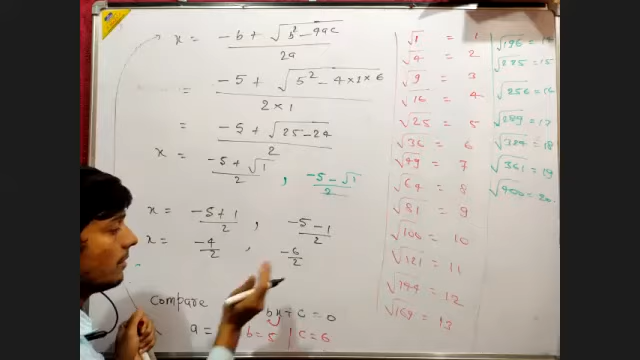 x = -b + √b² - 4ac / 2a
= -5 + √5² - 4×1×6 / 2×1
= -5 + √25-24 / 2
x = -5 + √1 / 2 , -5 - √1 / 2
x = -5+1 / 2 , -5-1 / 2
x = -4/2 , -6/2
Compare
by + c = 0
a = b = 5 | c = 6
√1 = 1
√4 = 2
√9 = 3
√16 = 4
√25 = 5
√36 = 6
√49 = 7
√64 = 8
√81 = 9
√100 = 10
√121 = 11
√144 = 12
√169 = 13
√196 = 14
√225 = 15
√256 = 16
√289 = 17
√324 = 18
√361 = 19
√400 = 20